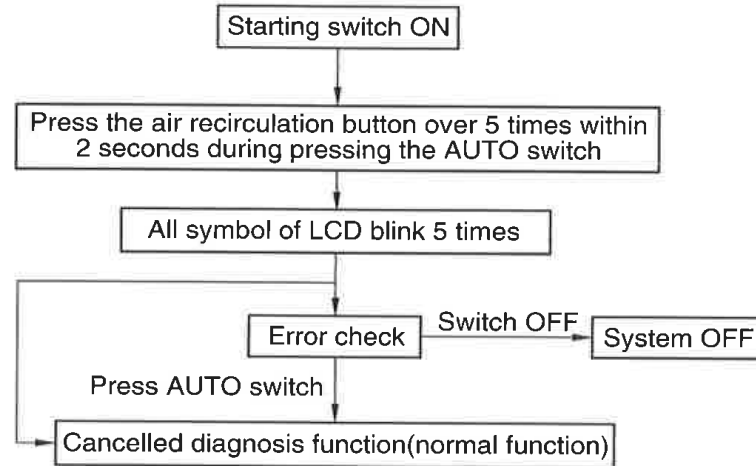 Starting switch ON
Press the air recirculation button over 5 times within
2 seconds during pressing the AUTO switch
All symbol of LCD blink 5 times
Error check
Switch OFF
System OFF
Press AUTO switch
Cancelled diagnosis function(normal function)